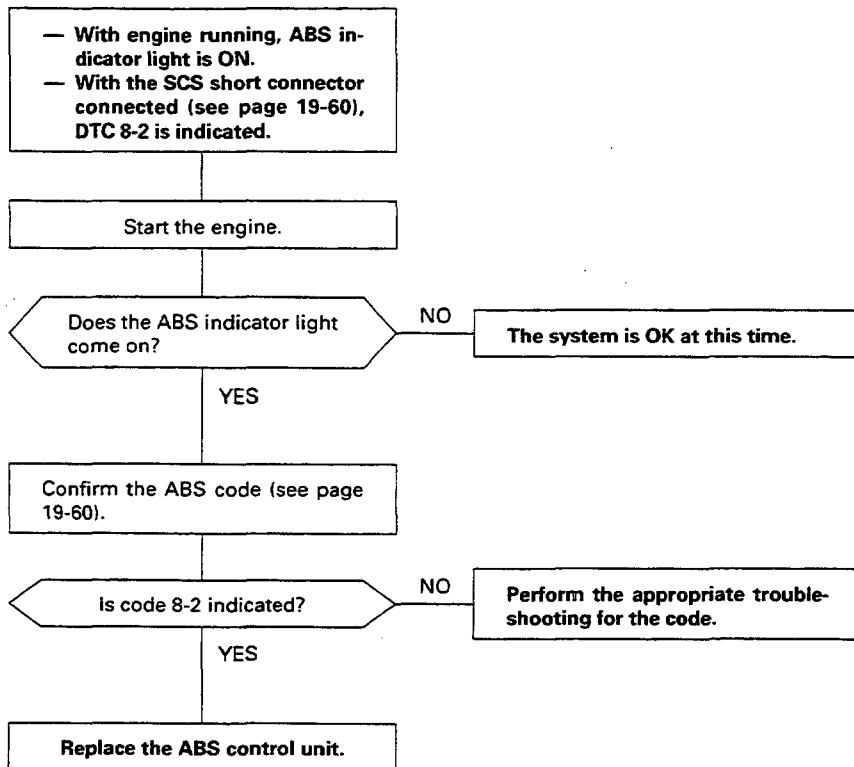 — With engine running, ABS in-
dicator light is ON.
— With the SCS short connector
connected (see page 19-60),
DTC 8-2 is indicated.
Start the engine.
Does the ABS indicator light
come on?
NO
The system is OK at this time.
YES
Confirm the ABS code (see page
19-60).
Is code 8-2 indicated?
NO
Perform the appropriate trouble-
shooting for the code.
YES
Replace the ABS control unit.